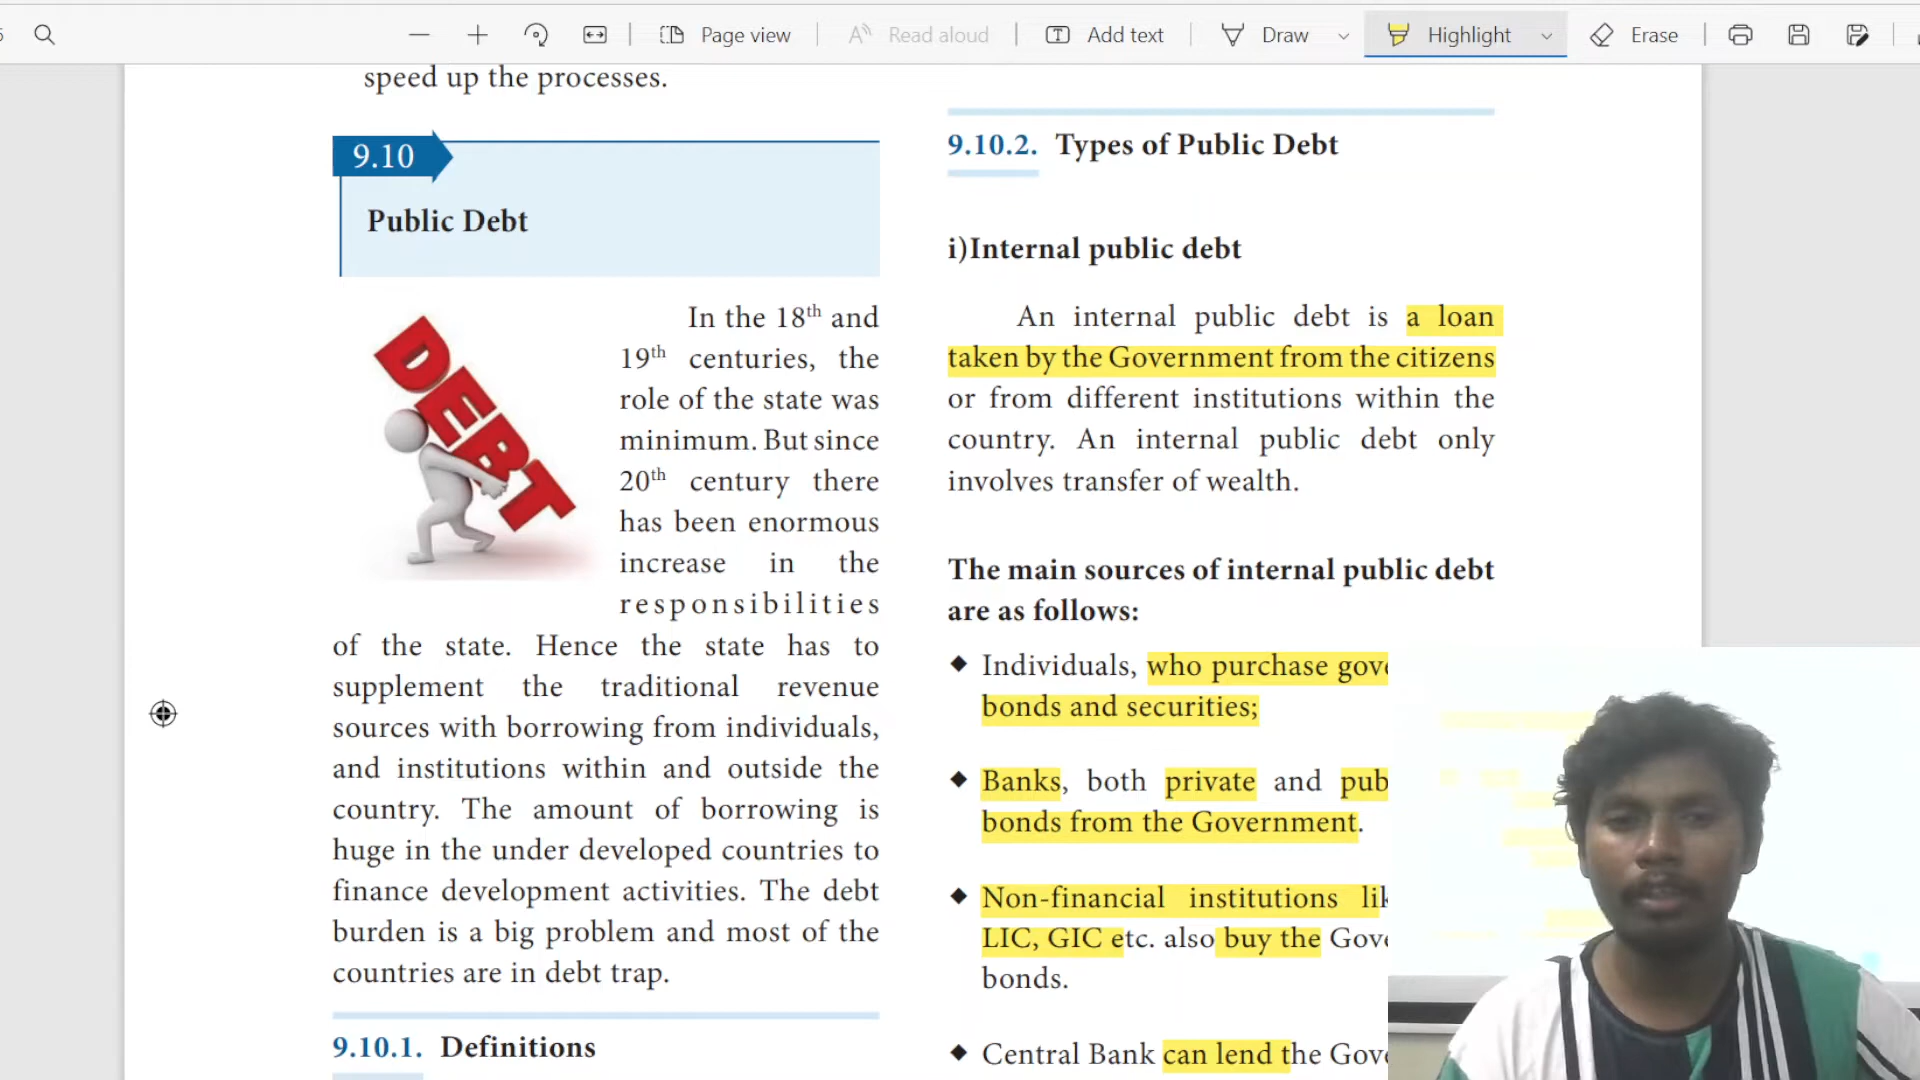 Page view
Read aloud
Add text
Draw
Highlight
Erase
speed up the processes.
9.10
Public Debt
DEBT
In the 18th and
19th centuries, the
role of the state was
minimum. But since
20th century there
has been enormous
increase in the
responsibilities
of the state. Hence the state has to
supplement the traditional revenue
sources with borrowing from individuals,
and institutions within and outside the
country. The amount of borrowing is
huge in the under developed countries to
finance development activities. The debt
burden is a big problem and most of the
countries are in debt trap.
9.10.1. Definitions
9.10.2. Types of Public Debt
i)Internal public debt
An internal public debt is a loan
taken by the Government from the citizens
or from different institutions within the
country. An internal public debt only
involves transfer of wealth.
The main sources of internal public debt
are as follows:
◆ Individuals, who purchase gove
bonds and securities;
◆ Banks, both private and pub
bonds from the Government.
◆ Non-financial institutions lik
LIC, GIC etc. also buy the Gove
bonds.
◆ Central Bank can lend the Gove